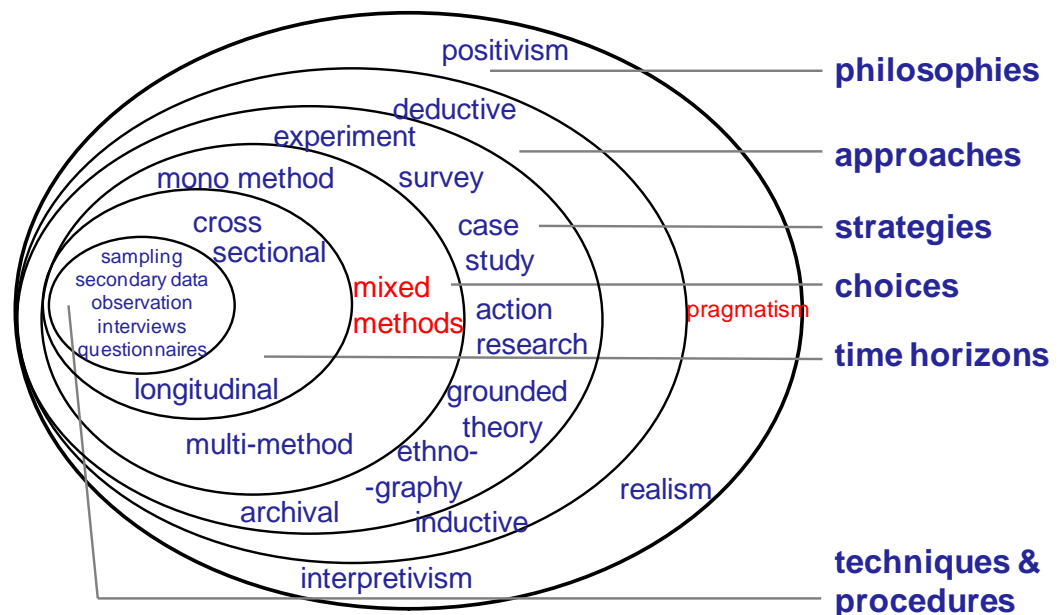 positivism
philosophies
deductive
experiment
approaches
mono method
survey
cross
sectional
case
study
strategies
sampling
secondary data
observation
interviews
questionnaires
mixed
methods
choices
action
research
pragmatism
time horizons
longitudinal
grounded
theory
multi-method
ethno-
-graphy
realism
archival
inductive
interpretivism
techniques &
procedures